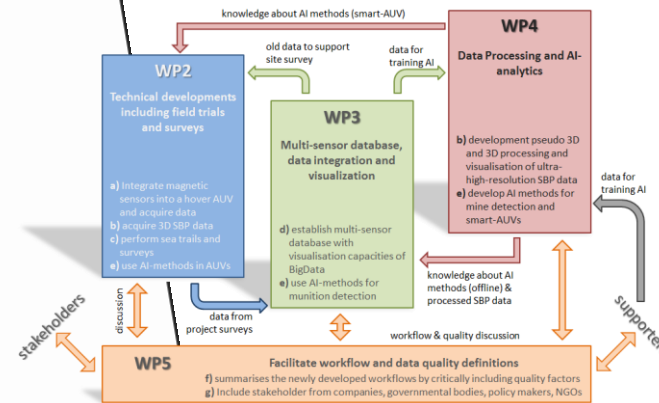 knowledge about AI methods (smart-AUV)
WP4
Data Processing and AI-
analytics
b) development pseudo 3D
and 3D processing and
visualisation of ultra-
high-resolution SBP data
e) develop AI methods for
mine detection and
smart-AUVs
old data to support
site survey
data for
training AI
WP2
Technical developments
including field trials
and surveys
a) Integrate magnetic
sensors into a hover AUV
and acquire data
b) acquire 3D SBP data
c) perform sea trails and
surveys
e) use AI-methods in AUVs
WP3
Multi-sensor database,
data integration and
visualization
d) establish multi-sensor
database with
visualisation capacities of
BigData
e) use AI-methods for
munition detection
data for
training AI
knowledge about AI
methods (offline) &
processed SBP data
data from
project surveys
discussion
stakeholders
supporter
workflow & quality discussion
WP5
Facilitate workflow and data quality definitions
f) summarises the newly developed workflows by critically including quality factors
g) Include stakeholder from companies, governmental bodies, policy makers, NGOs